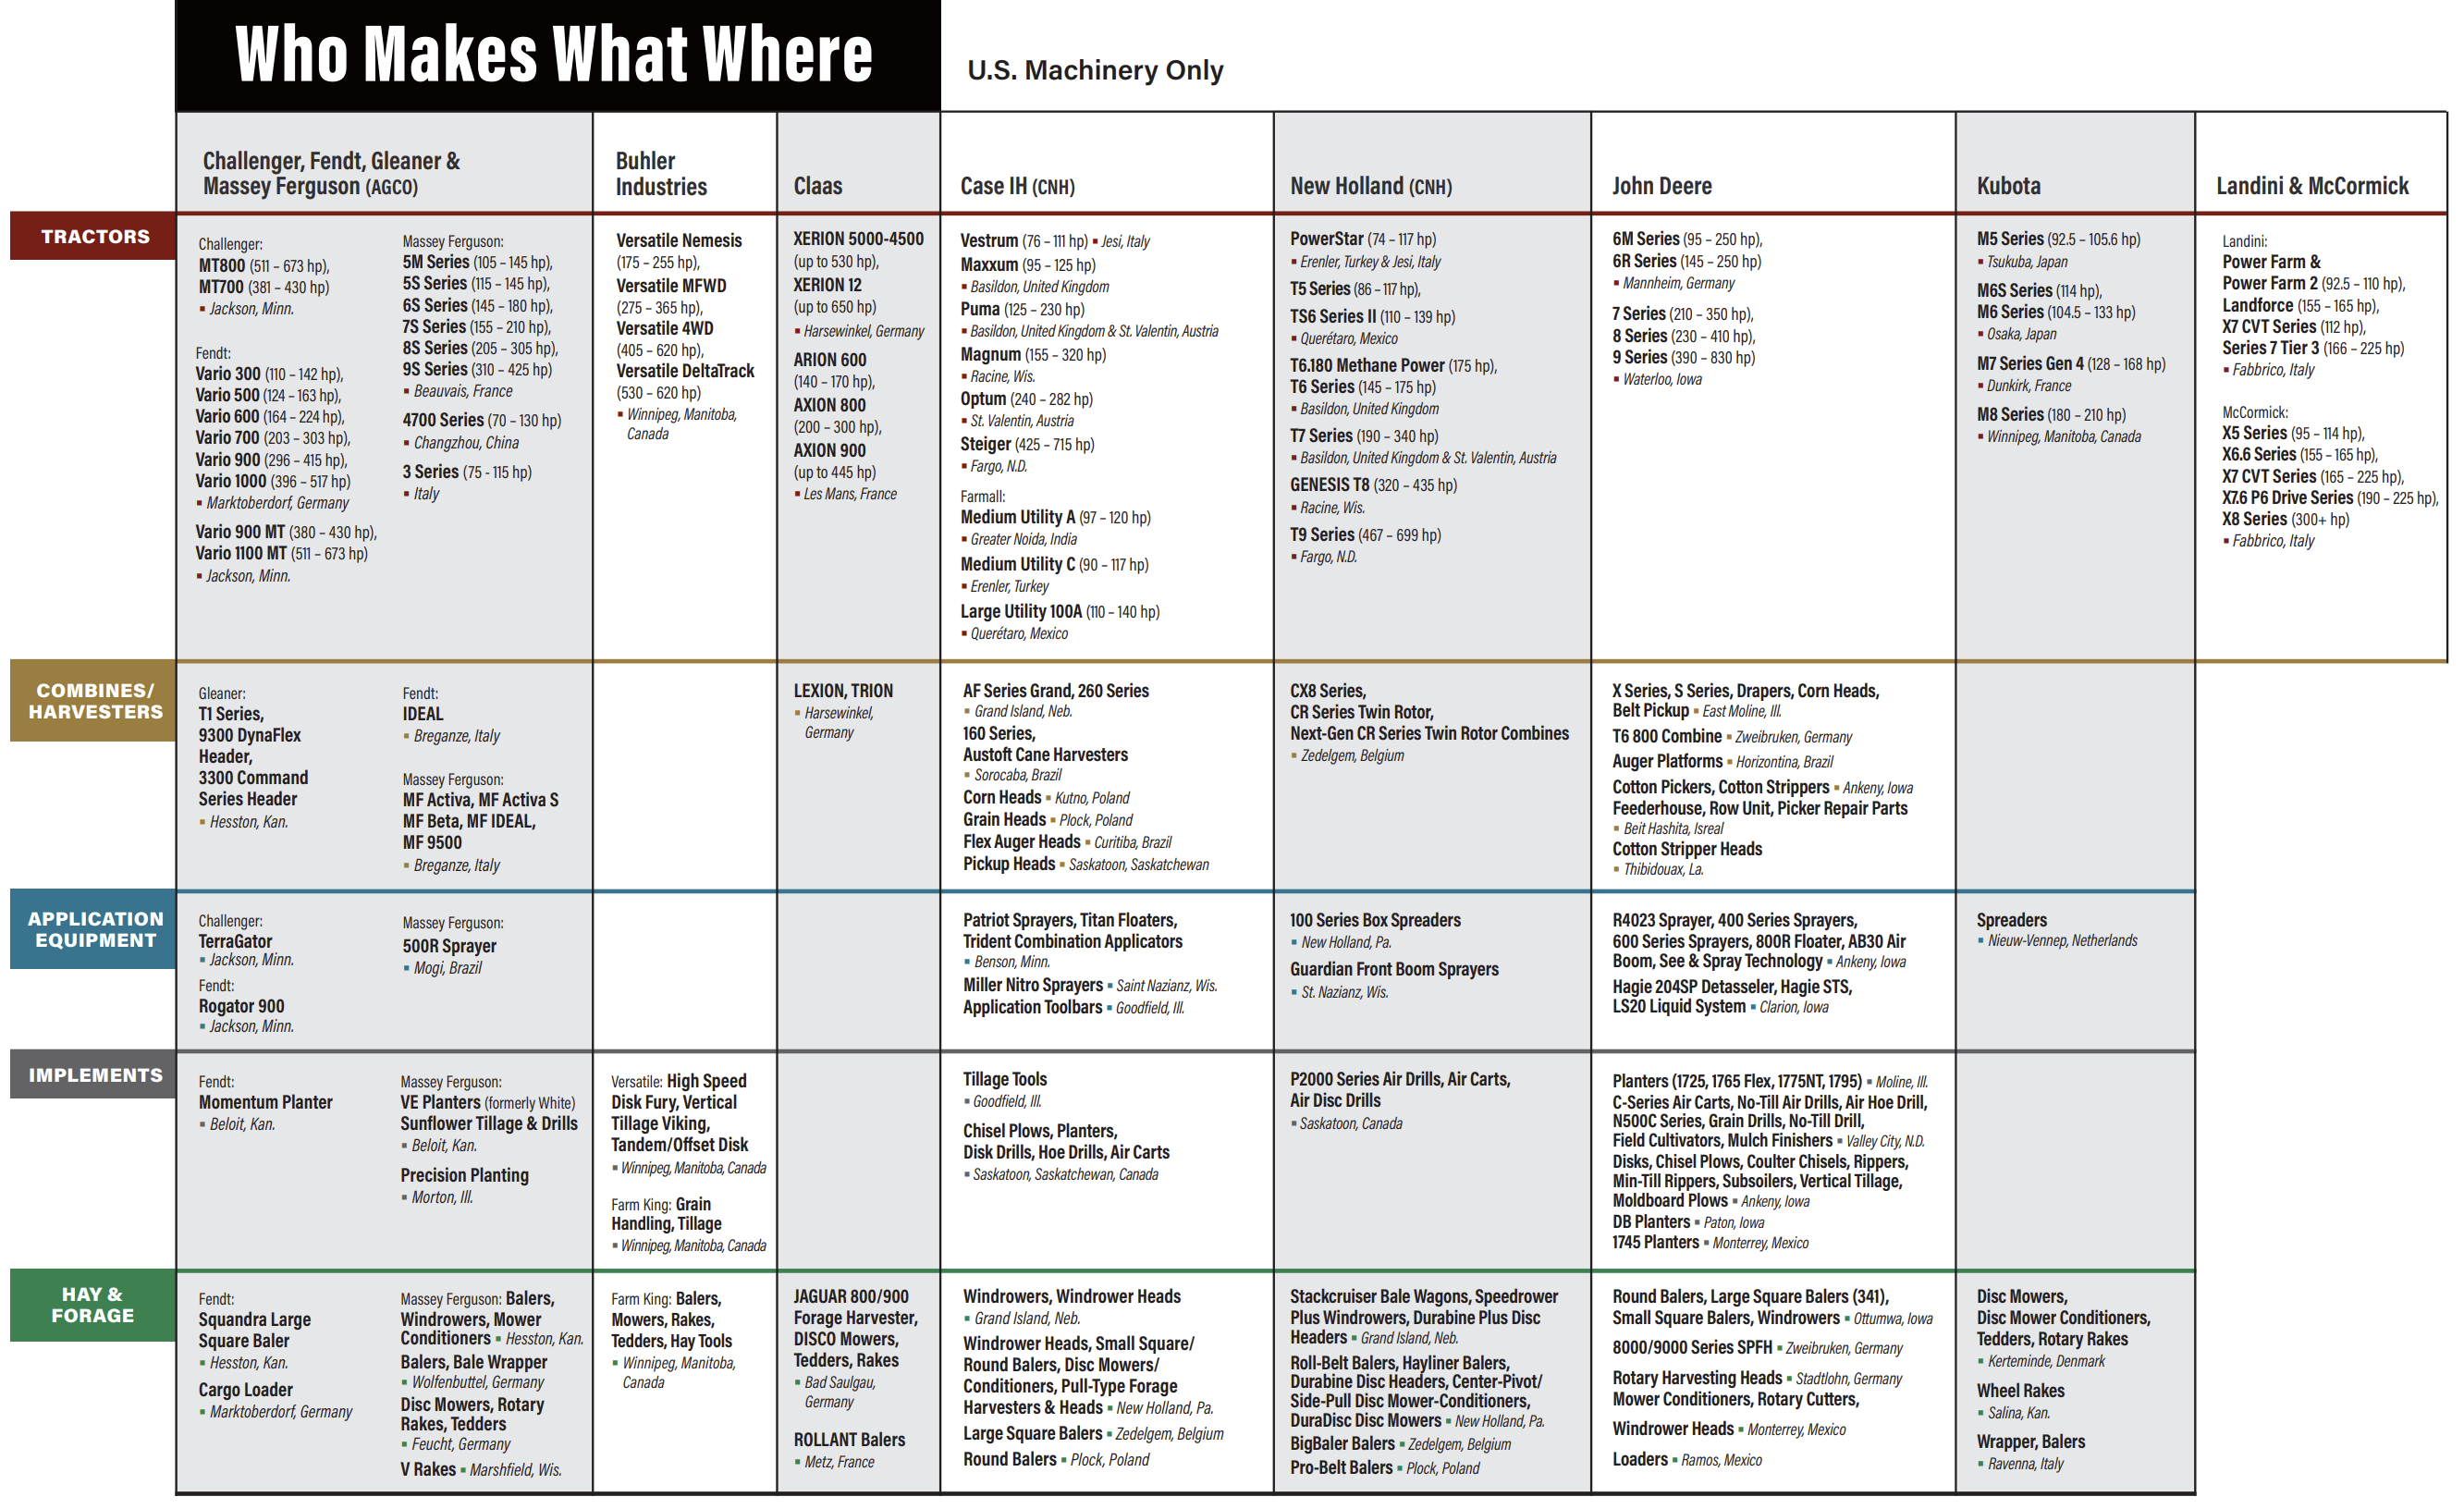 Who Makes What Where
U.S. Machinery Only
Challenger, Fendt, Gleaner &
Massey Ferguson (AGCO)
Buhler
Industries
Claas
Case IH (CNH)
New Holland (CNH)
John Deere
Kubota
Landini & McCormick
TRACTORS
Challenger:
MT800 (511 – 673 hp),
MT700 (381 – 430 hp)
▪ Jackson, Minn.
Fendt:
Vario 300 (110 – 142 hp),
Vario 500 (124 – 163 hp),
Vario 600 (164 – 224 hp),
Vario 700 (203 – 303 hp),
Vario 900 (296 – 415 hp),
Vario 1000 (396 – 517 hp)
▪ Marktoberdorf, Germany
Vario 900 MT (380 – 430 hp),
Vario 1100 MT (511 – 673 hp)
▪ Jackson, Minn.
Massey Ferguson:
5M Series (105 – 145 hp),
5S Series (115 – 145 hp),
6S Series (145 – 180 hp),
7S Series (155 – 210 hp),
8S Series (205 – 305 hp),
9S Series (310 – 425 hp)
▪ Beauvais, France
4700 Series (70 – 130 hp)
▪ Changzhou, China
3 Series (75 - 115 hp)
▪ Italy
Versatile Nemesis
(175 – 255 hp),
Versatile MFWD
(275 – 365 hp),
Versatile 4WD
(405 – 620 hp),
Versatile DeltaTrack
(530 – 620 hp)
▪ Winnipeg, Manitoba,
Canada
XERION 5000-4500
(up to 530 hp),
XERION 12
(up to 650 hp)
▪ Harsewinkel, Germany
ARION 600
(140 – 170 hp),
AXION 800
(200 – 300 hp),
AXION 900
(up to 445 hp)
▪ Les Mans, France
Vestrum (76 – 111 hp) ▪ Jesi, Italy
Maxxum (95 – 125 hp)
▪ Basildon, United Kingdom
Puma (125 – 230 hp)
▪ Basildon, United Kingdom & St. Valentin, Austria
Magnum (155 – 320 hp)
▪ Racine, Wis.
Optum (240 – 282 hp)
▪ St. Valentin, Austria
Steiger (425 – 715 hp)
▪ Fargo, N.D.
Farmall:
Medium Utility A (97 – 120 hp)
▪ Greater Noida, India
Medium Utility C (90 – 117 hp)
▪ Erenler, Turkey
Large Utility 100A (110 – 140 hp)
▪ Querétaro, Mexico
PowerStar (74 – 117 hp)
▪ Erenler, Turkey & Jesi, Italy
T5 Series (86 – 117 hp),
TS6 Series II (110 – 139 hp)
▪ Querétaro, Mexico
T6.180 Methane Power (175 hp),
T6 Series (145 – 175 hp)
▪ Basildon, United Kingdom
T7 Series (190 – 340 hp)
▪ Basildon, United Kingdom & St. Valentin, Austria
GENESIS T8 (320 – 435 hp)
▪ Racine, Wis.
T9 Series (467 – 699 hp)
▪ Fargo, N.D.
6M Series (95 – 250 hp),
6R Series (145 – 250 hp)
▪ Mannheim, Germany
7 Series (210 – 350 hp),
8 Series (230 – 410 hp),
9 Series (390 – 830 hp)
▪ Waterloo, Iowa
M5 Series (92.5 – 105.6 hp)
▪ Tsukuba, Japan
M6S Series (114 hp),
M6 Series (104.5 – 133 hp)
▪ Osaka, Japan
M7 Series Gen 4 (128 – 168 hp)
▪ Dunkirk, France
M8 Series (180 – 210 hp)
▪ Winnipeg, Manitoba, Canada
Landini:
Power Farm &
Power Farm 2 (92.5 – 110 hp),
Landforce (155 – 165 hp),
X7 CVT Series (112 hp),
Series 7 Tier 3 (166 – 225 hp)
▪ Fabbrico, Italy
McCormick:
X5 Series (95 – 114 hp),
X6.6 Series (155 – 165 hp),
X7 CVT Series (165 – 225 hp),
X7.6 P6 Drive Series (190 – 225 hp),
X8 Series (300+ hp)
▪ Fabbrico, Italy
COMBINES/
HARVESTERS
Gleaner:
T1 Series,
9300 DynaFlex
Header,
3300 Command
Series Header
▪ Hesston, Kan.
Fendt:
IDEAL
▪ Breganze, Italy
Massey Ferguson:
MF Activa, MF Activa S
MF Beta, MF IDEAL,
MF 9500
▪ Breganze, Italy
LEXION, TRION
▪ Harsewinkel,
Germany
AF Series Grand, 260 Series
▪ Grand Island, Neb.
160 Series,
Austoft Cane Harvesters
▪ Sorocaba, Brazil
Corn Heads ▪ Kutno, Poland
Grain Heads ▪ Plock, Poland
Flex Auger Heads ▪ Curitiba, Brazil
Pickup Heads ▪ Saskatoon, Saskatchewan
CX8 Series,
CR Series Twin Rotor,
Next-Gen CR Series Twin Rotor Combines
▪ Zedelgem, Belgium
X Series, S Series, Drapers, Corn Heads,
Belt Pickup ▪ East Moline, Ill.
T6 800 Combine ▪ Zweibruken, Germany
Auger Platforms ▪ Horizontina, Brazil
Cotton Pickers, Cotton Strippers ▪ Ankeny, Iowa
Feederhouse, Row Unit, Picker Repair Parts
▪ Beit Hashita, Isreal
Cotton Stripper Heads
▪ Thibidouax, La.
APPLICATION
EQUIPMENT
Challenger:
TerraGator
▪ Jackson, Minn.
Fendt:
Rogator 900
▪ Jackson, Minn.
Massey Ferguson:
500R Sprayer
▪ Mogi, Brazil
Patriot Sprayers, Titan Floaters,
Trident Combination Applicators
▪ Benson, Minn.
Miller Nitro Sprayers ▪ Saint Nazianz, Wis.
Application Toolbars ▪ Goodfield, Ill.
100 Series Box Spreaders
▪ New Holland, Pa.
Guardian Front Boom Sprayers
▪ St. Nazianz, Wis.
R4023 Sprayer, 400 Series Sprayers,
600 Series Sprayers, 800R Floater, AB30 Air
Boom, See & Spray Technology ▪ Ankeny, Iowa
Hagie 204SP Detasseler, Hagie STS,
LS20 Liquid System ▪ Clarion, Iowa
Spreaders
▪ Nieuw-Vennep, Netherlands
IMPLEMENTS
Fendt:
Momentum Planter
▪ Beloit, Kan.
Massey Ferguson:
VE Planters (formerly White)
Sunflower Tillage & Drills
▪ Beloit, Kan.
Precision Planting
▪ Morton, Ill.
Versatile: High Speed
Disk Fury, Vertical
Tillage Viking,
Tandem/Offset Disk
▪ Winnipeg, Manitoba, Canada
Farm King: Grain
Handling, Tillage
▪ Winnipeg, Manitoba, Canada
Tillage Tools
▪ Goodfield, Ill.
Chisel Plows, Planters,
Disk Drills, Hoe Drills, Air Carts
▪ Saskatoon, Saskatchewan, Canada
P2000 Series Air Drills, Air Carts,
Air Disc Drills
▪ Saskatoon, Canada
Planters (1725, 1765 Flex, 1775NT, 1795) ▪ Moline, Ill.
C-Series Air Carts, No-Till Air Drills, Air Hoe Drill,
N500C Series, Grain Drills, No-Till Drill,
Field Cultivators, Mulch Finishers ▪ Valley City, N.D.
Disks, Chisel Plows, Coulter Chisels, Rippers,
Min-Till Rippers, Subsoilers, Vertical Tillage,
Moldboard Plows ▪ Ankeny, Iowa
DB Planters ▪ Paton, Iowa
1745 Planters ▪ Monterrey, Mexico
HAY &
FORAGE
Fendt:
Squandra Large
Square Baler
▪ Hesston, Kan.
Cargo Loader
▪ Marktoberdorf, Germany
Massey Ferguson: Balers,
Windrowers, Mower
Conditioners ▪ Hesston, Kan.
Balers, Bale Wrapper
▪ Wolfenbuttel, Germany
Disc Mowers, Rotary
Rakes, Tedders
▪ Feucht, Germany
V Rakes ▪ Marshfield, Wis.
Farm King: Balers,
Mowers, Rakes,
Tedders, Hay Tools
▪ Winnipeg, Manitoba,
Canada
JAGUAR 800/900
Forage Harvester,
DISCO Mowers,
Tedders, Rakes
▪ Bad Saulgau,
Germany
ROLLANT Balers
▪ Metz, France
Windrowers, Windrower Heads
▪ Grand Island, Neb.
Windrower Heads, Small Square/
Round Balers, Disc Mowers/
Conditioners, Pull-Type Forage
Harvesters & Heads ▪ New Holland, Pa.
Large Square Balers ▪ Zedelgem, Belgium
Round Balers ▪ Plock, Poland
Stackcruiser Bale Wagons, Speedrower
Plus Windrowers, Durabine Plus Disc
Headers ▪ Grand Island, Neb.
Roll-Belt Balers, Hayliner Balers,
Durabine Disc Headers, Center-Pivot/
Side-Pull Disc Mower-Conditioners,
DuraDisc Disc Mowers ▪ New Holland, Pa.
BigBaler Balers ▪ Zedelgem, Belgium
Pro-Belt Balers ▪ Plock, Poland
Round Balers, Large Square Balers (341),
Small Square Balers, Windrowers ▪ Ottumwa, Iowa
8000/9000 Series SPFH ▪ Zweibruken, Germany
Rotary Harvesting Heads ▪ Stadtlohn, Germany
Mower Conditioners, Rotary Cutters,
Windrower Heads ▪ Monterrey, Mexico
Loaders ▪ Ramos, Mexico
Disc Mowers,
Disc Mower Conditioners,
Tedders, Rotary Rakes
▪ Kerteminde, Denmark
Wheel Rakes
▪ Salina, Kan.
Wrapper, Balers
▪ Ravenna, Italy